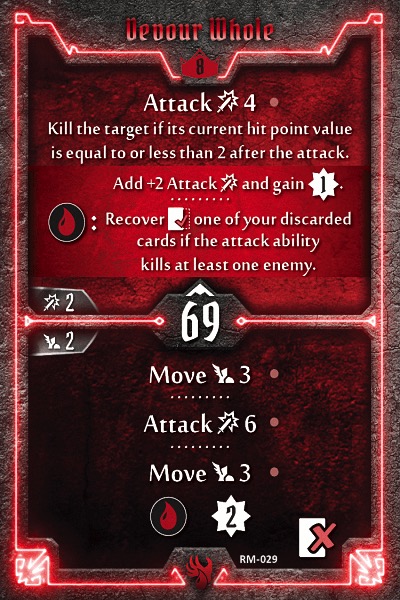 Devour Whole
8
Attack 4
Kill the target if its current hit point value
is equal to or less than 2 after the attack.
Add +2 Attack and gain 1.
: Recover one of your discarded
cards if the attack ability
kills at least one enemy.
2
69
2
Move 3
Attack 6
Move 3
2
RM-029